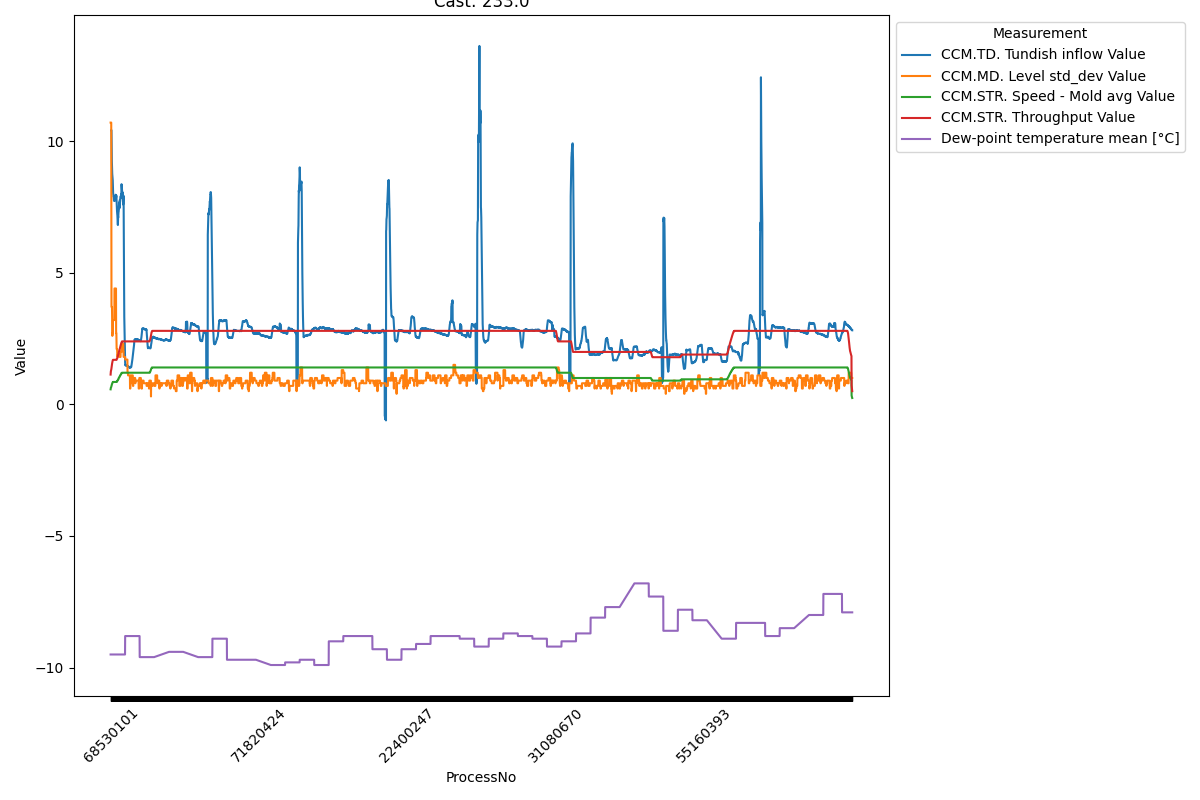 Cast: 233.0
Measurement
CCM.TD. Tundish inflow Value
CCM.MD. Level std_dev Value
CCM.STR. Speed - Mold avg Value
CCM.STR. Throughput Value
Dew-point temperature mean [°C]
Value
10
5
0
−5
−10
68530101
71820424
22400247
31080670
55160393
ProcessNo